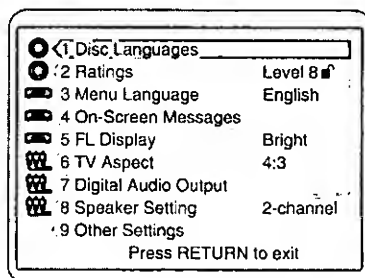 1 Disc Languages
2 Ratings Level 8
3 Menu Language English
4 On-Screen Messages
5 FL Display Bright
6 TV Aspect 4:3
7 Digital Audio Output
8 Speaker Setting 2-channel
9 Other Settings
Press RETURN to exit